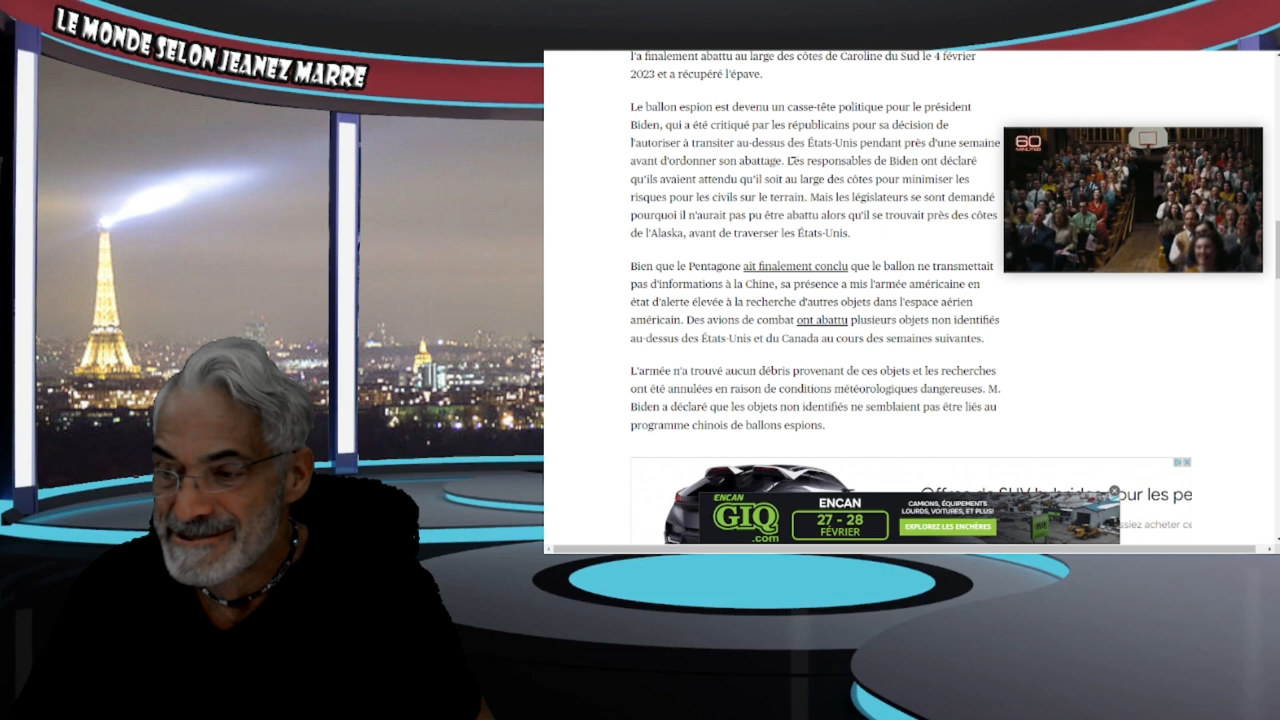 LE MONDE SELON JEANEZ MARRE
l'a finalement abattu au large des côtes de Caroline du Sud le 4 février
2023 et a récupéré l'épave.
Le ballon espion est devenu un casse-tête politique pour le président
Biden, qui a été critiqué par les républicains pour sa décision de
l'autoriser à transiter au-dessus des États-Unis pendant près d'une semaine
avant d'ordonner son abattage. Les responsables de Biden ont déclaré
qu'ils avaient attendu qu'il soit au large des côtes pour minimiser les
risques pour les civils sur le terrain. Mais les législateurs se sont demandé
pourquoi il n'aurait pas pu être abattu alors qu'il se trouvait près des côtes
de l'Alaska, avant de traverser les États-Unis.
Bien que le Pentagone ait finalement conclu que le ballon ne transmettait
pas d'informations à la Chine, sa présence a mis l'armée américaine en
état d'alerte élevée à la recherche d'autres objets dans l'espace aérien
américain. Des avions de combat ont abattu plusieurs objets non identifiés
au-dessus des États-Unis et du Canada au cours des semaines suivantes.
L'armée n'a trouvé aucun débris provenant de ces objets et les recherches
ont été annulées en raison de conditions météorologiques dangereuses. M.
Biden a déclaré que les objets non identifiés ne semblaient pas être liés au
programme chinois de ballons espions.
60
MINUTES
our les pe
ssiez acheter ce
ENCAN
GIQ
.com
ENCAN
27 - 28
FÉVRIER
CAMIONS, ÉQUIPEMENTS
LOURDS, VOITURES, ET PLUS!
EXPLOREZ LES ENCHÈRES